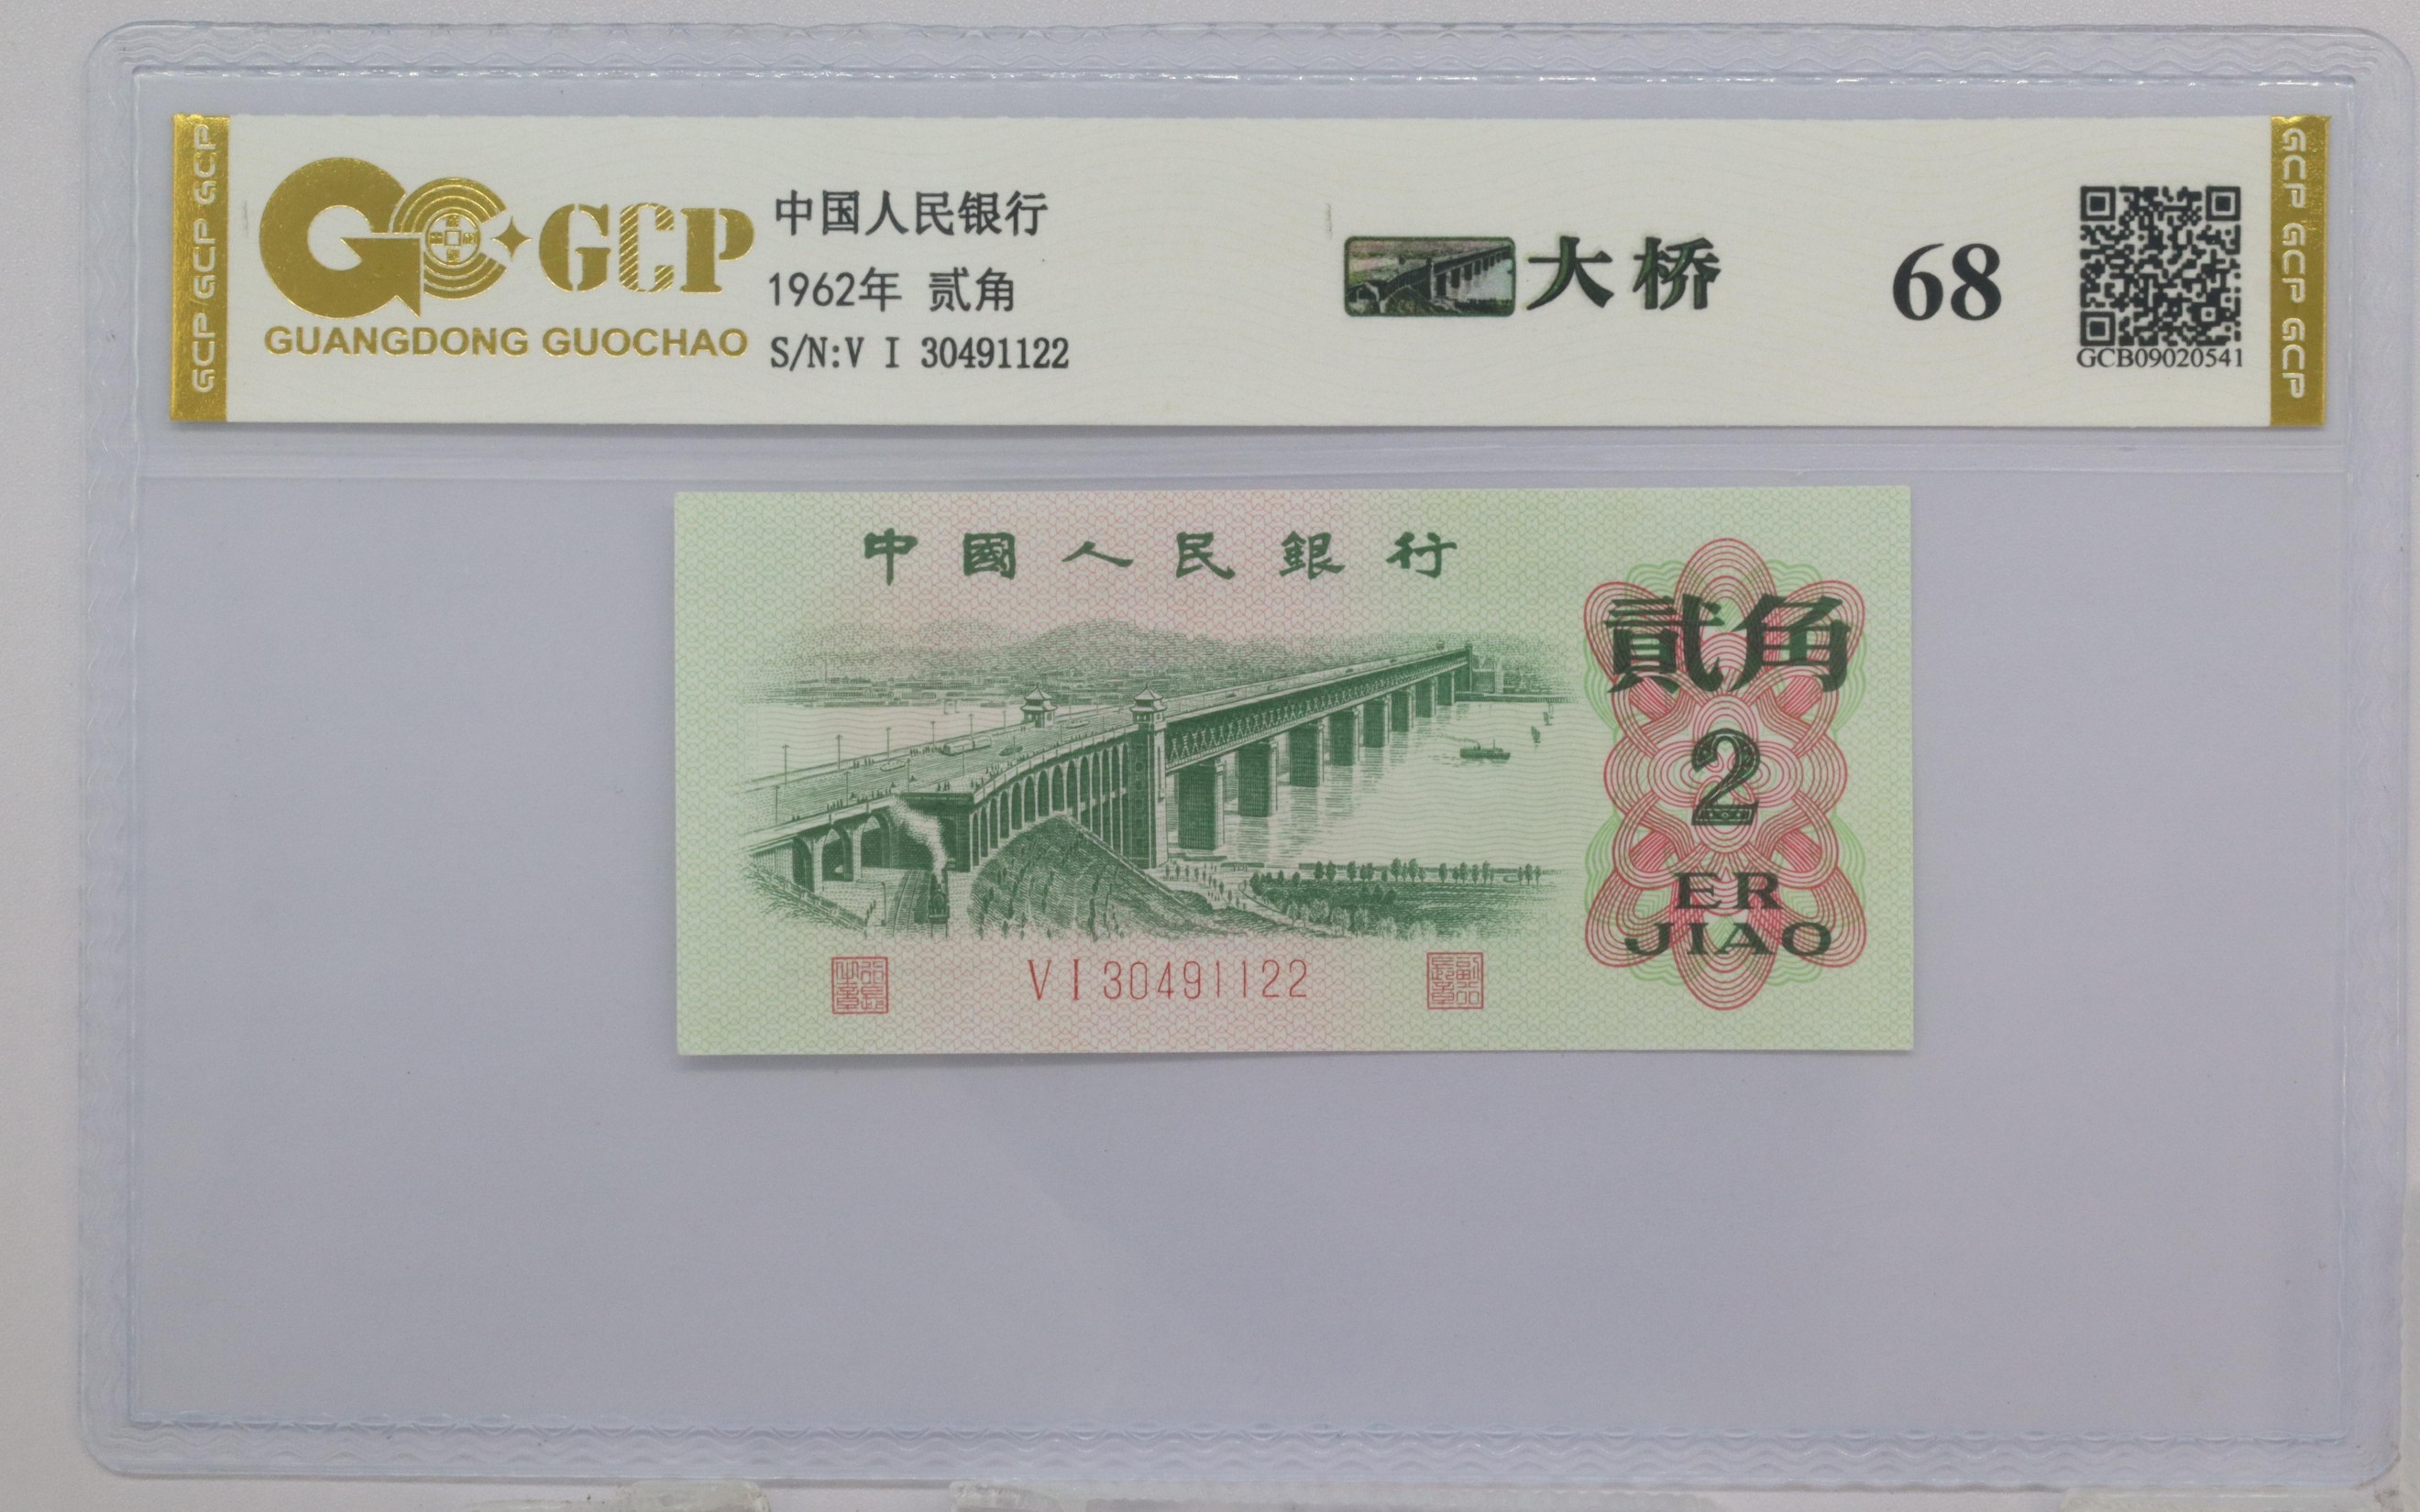 GCP GCP GCP
GCP
GUANGDONG GUOCHAO
中国人民银行
1962年 贰角
S/N:V I 30491122
大桥
68
GCB09020541
GCP GCP GCP
中國人民銀行
貳角
2
ER
JIAO
V I 30491122